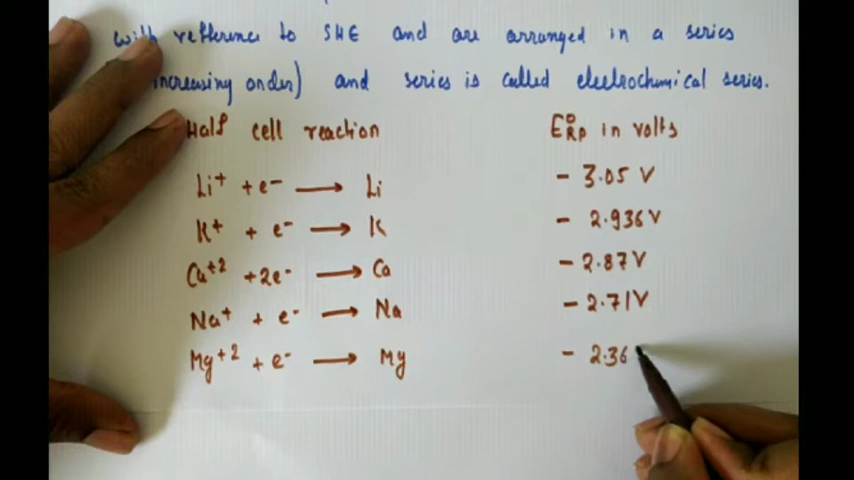 with refference to SHE and are arranged in a series
increasing order) and series is called electrochemical series.
Half cell reaction E°RP in volts
Li+ + e- → Li - 3.05 V
K+ + e- → K - 2.936 V
Ca+2 + 2e- → Ca - 2.87 V
Na+ + e- → Na - 2.71 V
Mg+2 + e- → Mg - 2.36